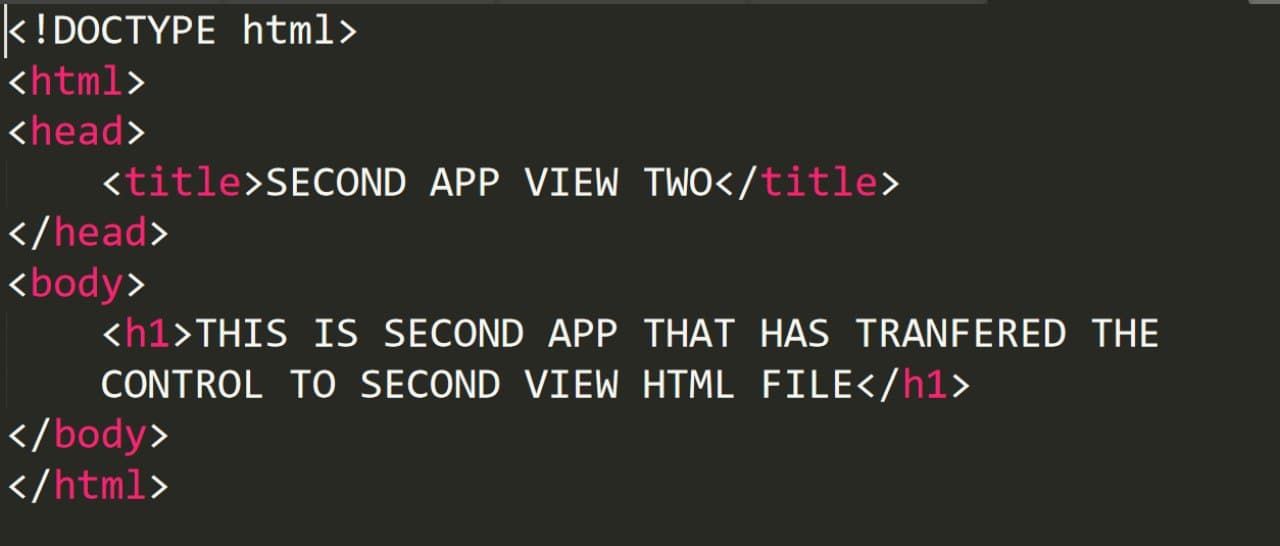 <!DOCTYPE html>
<html>
<head>
    <title>SECOND APP VIEW TWO</title>
</head>
<body>
    <h1>THIS IS SECOND APP THAT HAS TRANFERED THE
    CONTROL TO SECOND VIEW HTML FILE</h1>
</body>
</html>